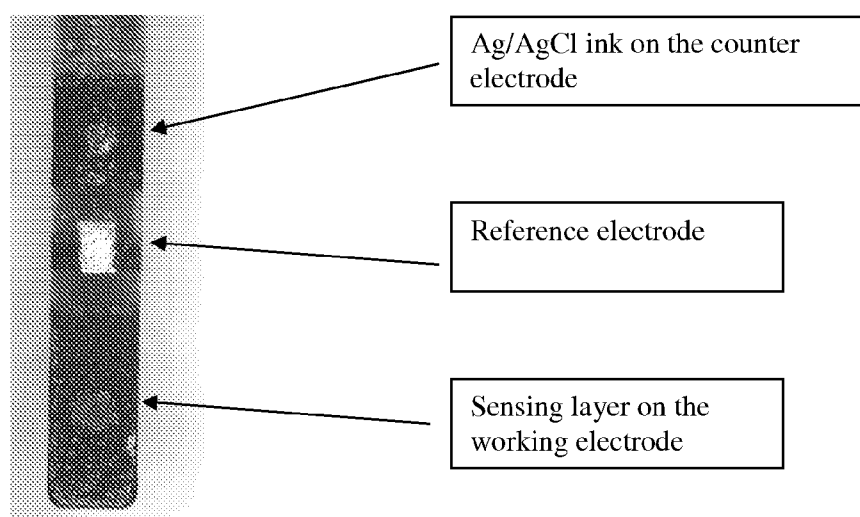 Ag/AgCl ink on the counter
electrode
Reference electrode
Sensing layer on the
working electrode